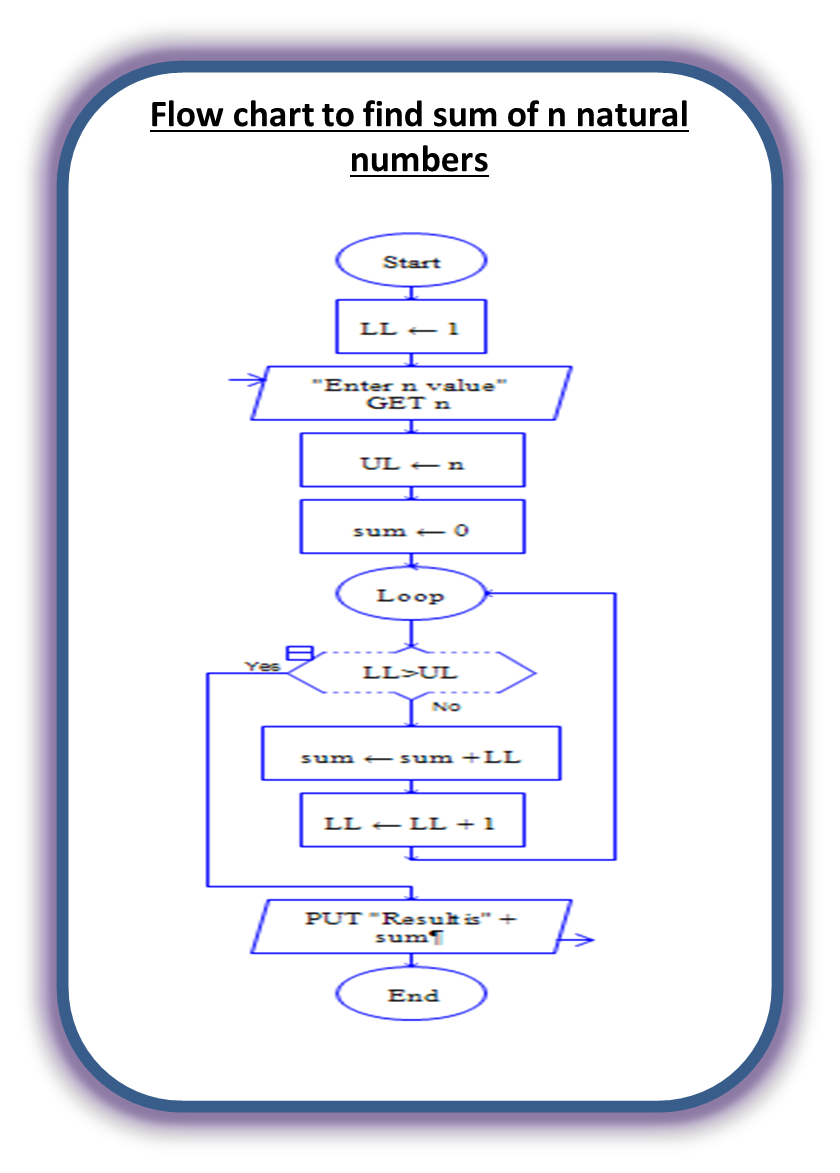 Flow chart to find sum of n natural
numbers
Start
LL ← 1
"Enter n value"
GET n
UL ← n
sum ← 0
Loop
Yes
LL>UL
No
sum ← sum +LL
LL ← LL + 1
PUT "Result is" +
sum¶
End